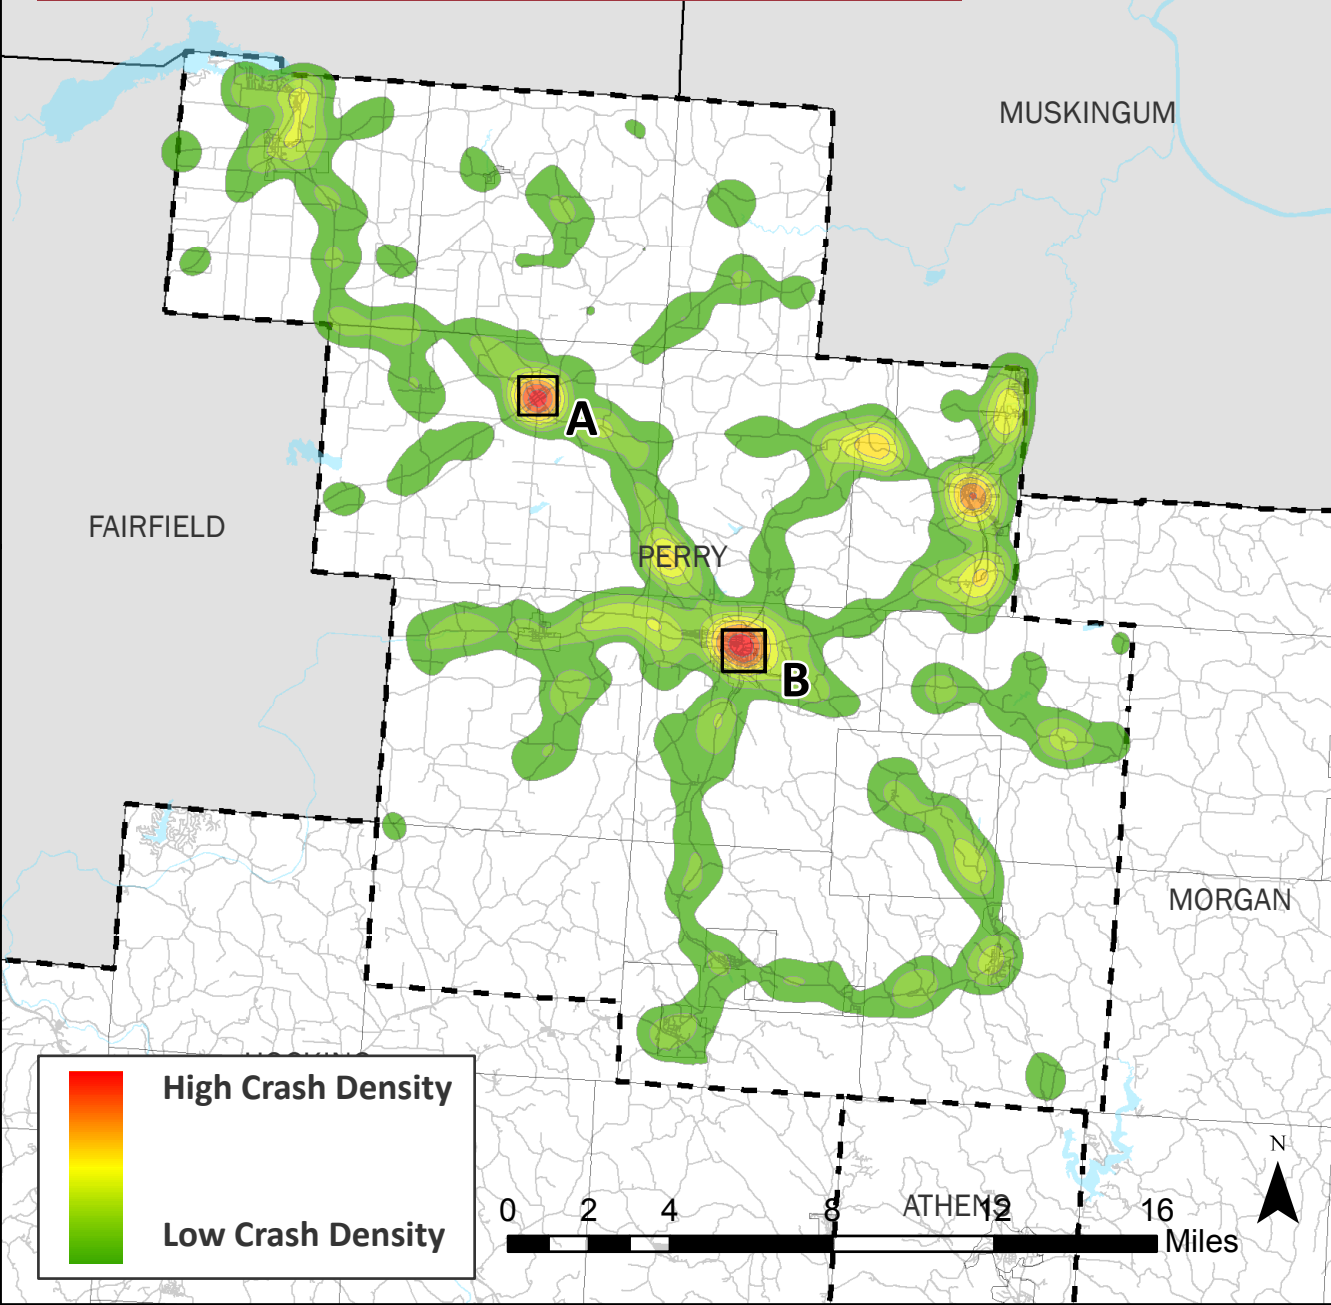 MUSKINGUM
A
FAIRFIELD
PERRY
B
MORGAN
High Crash Density
Low Crash Density
N
ATHENS
0 2 4 8 12 16
Miles